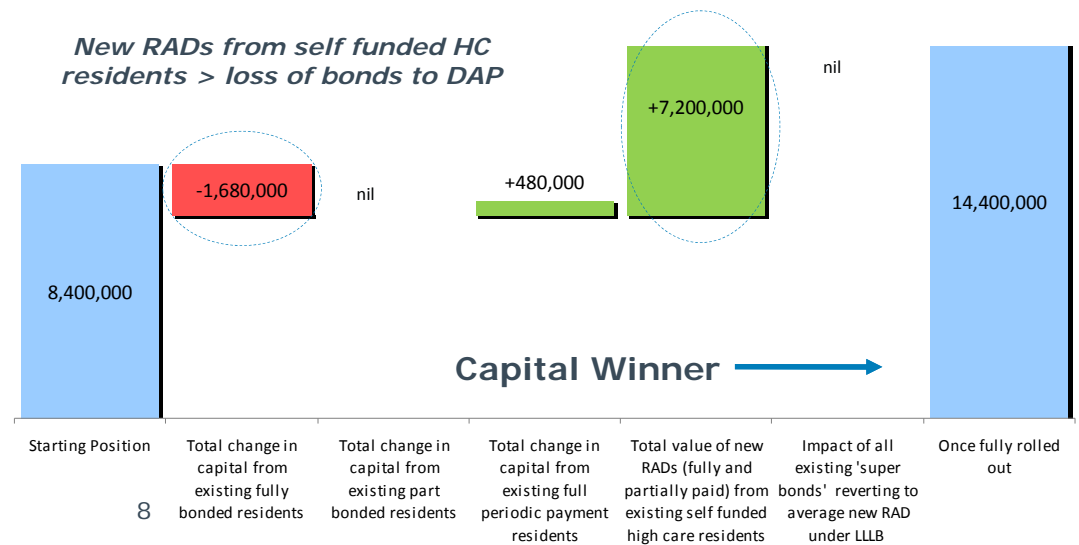 New RADs from self funded HC
residents > loss of bonds to DAP
nil
+7,200,000
-1,680,000
nil
+480,000
14,400,000
8,400,000
Capital Winner
Starting Position
Total change in
capital from
existing fully
bonded residents
Total change in
capital from
existing part
bonded residents
Total change in
capital from
existing full
periodic payment
residents
Total value of new
RADs (fully and
partially paid) from
existing self funded
high care residents
Impact of all
existing 'super
bonds' reverting to
average new RAD
under LLLB
Once fully rolled
out
8